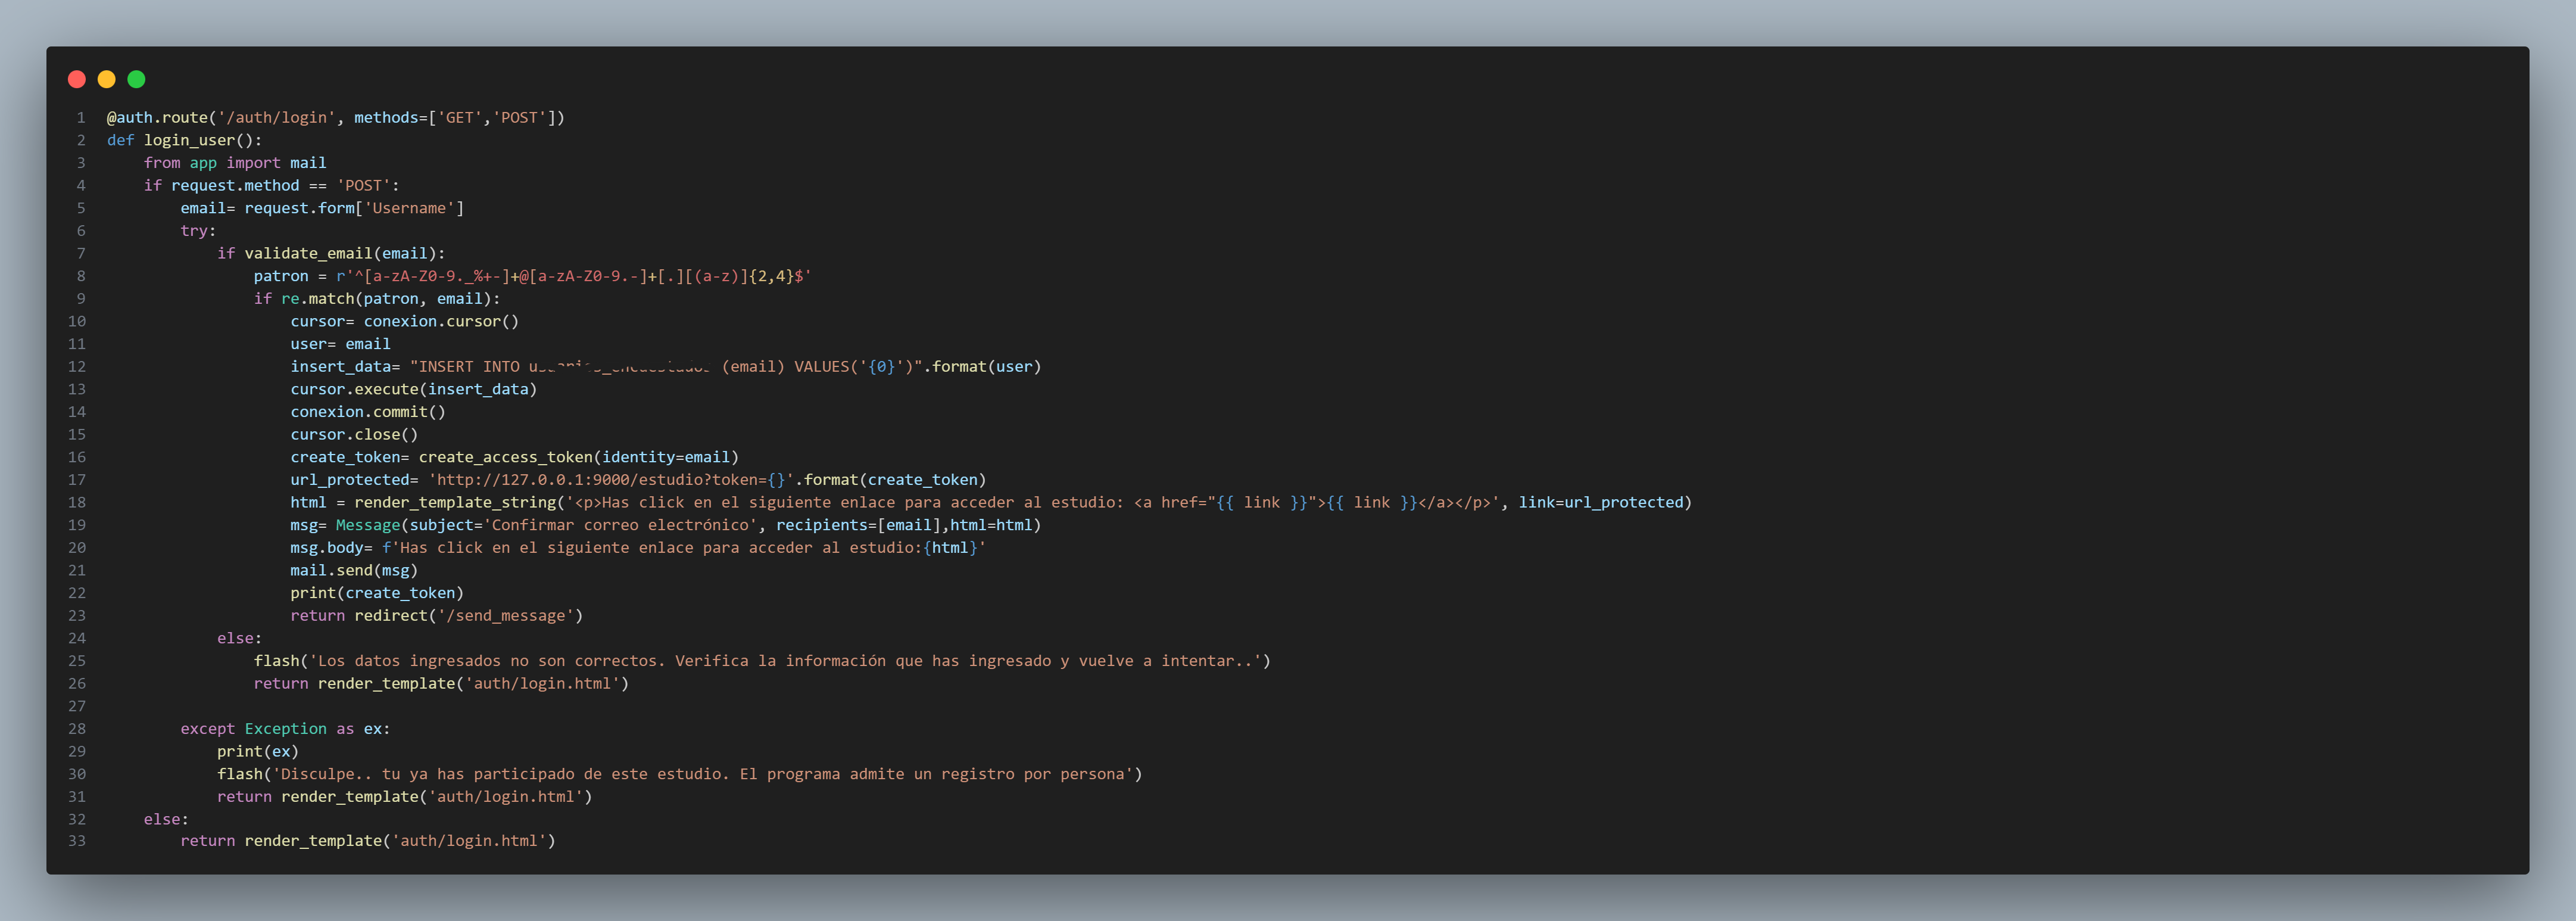 1 @auth.route('/auth/login', methods=['GET','POST'])
2 def login_user():
3     from app import mail
4     if request.method == 'POST':
5         email= request.form['Username']
6         try:
7             if validate_email(email):
8                 patron = r'^[a-zA-Z0-9._%+-]+@[a-zA-Z0-9.-]+[.][(a-z)]{2,4}$'
9                 if re.match(patron, email):
10                     cursor= conexion.cursor()
11                     user= email
12                     insert_data= "INSERT INTO (email) VALUES('{0}')".format(user)
13                     cursor.execute(insert_data)
14                     conexion.commit()
15                     cursor.close()
16                     create_token= create_access_token(identity=email)
17                     url_protected= 'http://127.0.0.1:9000/estudio?token={}'.format(create_token)
18                     html = render_template_string('<p>Has click en el siguiente enlace para acceder al estudio: <a href="{{ link }}">{{ link }}</a></p>', link=url_protected)
19                     msg= Message(subject='Confirmar correo electrónico', recipients=[email],html=html)
20                     msg.body= f'Has click en el siguiente enlace para acceder al estudio:{html}'
21                     mail.send(msg)
22                     print(create_token)
23                     return redirect('/send_message')
24             else:
25                 flash('Los datos ingresados no son correctos. Verifica la información que has ingresado y vuelve a intentar..')
26                 return render_template('auth/login.html')
27
28         except Exception as ex:
29             print(ex)
30             flash('Disculpe.. tu ya has participado de este estudio. El programa admite un registro por persona')
31             return render_template('auth/login.html')
32     else:
33         return render_template('auth/login.html')